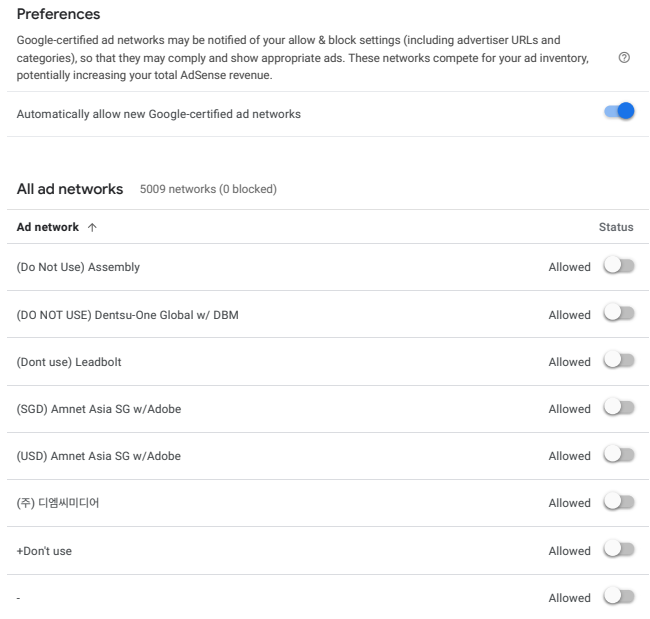 Preferences
Google-certified ad networks may be notified of your allow & block settings (including advertiser URLs and
categories), so that they may comply and show appropriate ads. These networks compete for your ad inventory,
potentially increasing your total AdSense revenue.
Automatically allow new Google-certified ad networks
All ad networks 5009 networks (0 blocked)
Ad network ↑ Status
(Do Not Use) Assembly Allowed
(DO NOT USE) Dentsu-One Global w/ DBM Allowed
(Dont use) Leadbolt Allowed
(SGD) Amnet Asia SG w/Adobe Allowed
(USD) Amnet Asia SG w/Adobe Allowed
(주) 디엠씨미디어 Allowed
+Don't use Allowed
- Allowed